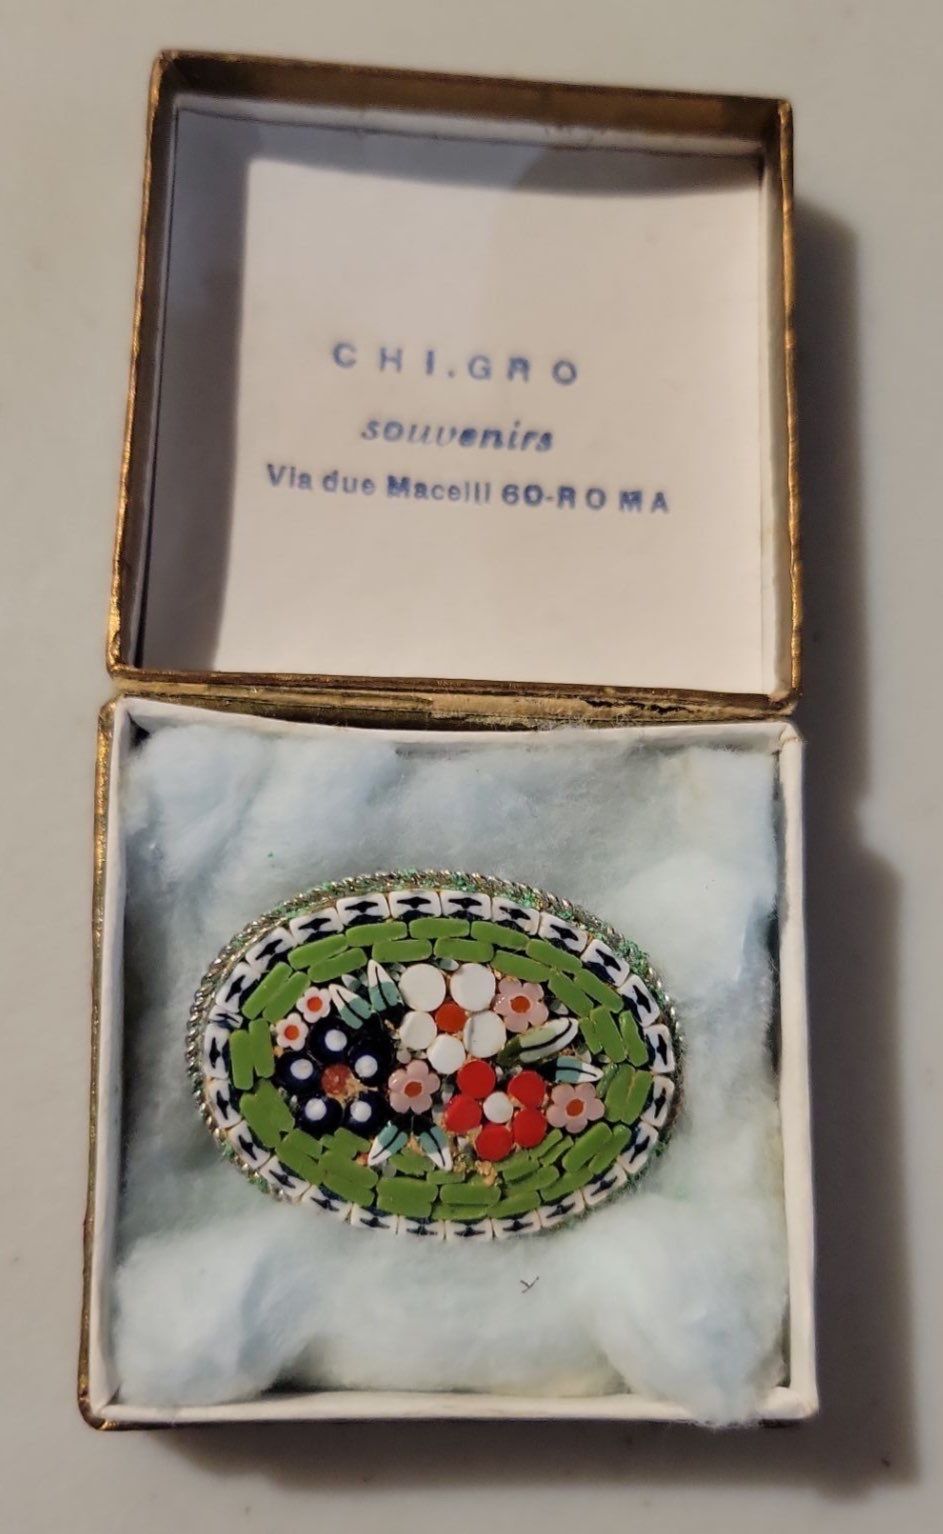 CHI.GRO
souvenirs
Via due Macelli 60-ROMA